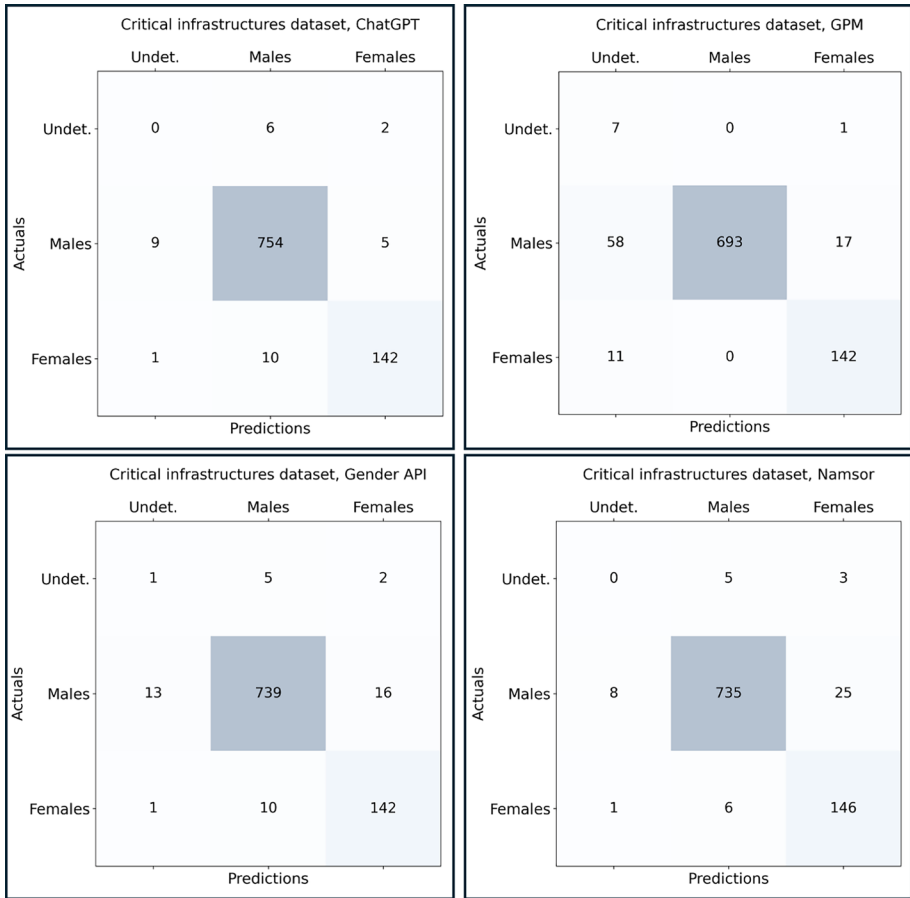 Critical infrastructures dataset, ChatGPT
Undet. Males Females
Undet. 0 6 2
Males 9 754 5
Females 1 10 142
Actuals
Predictions
Critical infrastructures dataset, GPM
Undet. Males Females
Undet. 7 0 1
Males 58 693 17
Females 11 0 142
Actuals
Predictions
Critical infrastructures dataset, Gender API
Undet. Males Females
Undet. 1 5 2
Males 13 739 16
Females 1 10 142
Actuals
Predictions
Critical infrastructures dataset, Namsor
Undet. Males Females
Undet. 0 5 3
Males 8 735 25
Females 1 6 146
Actuals
Predictions